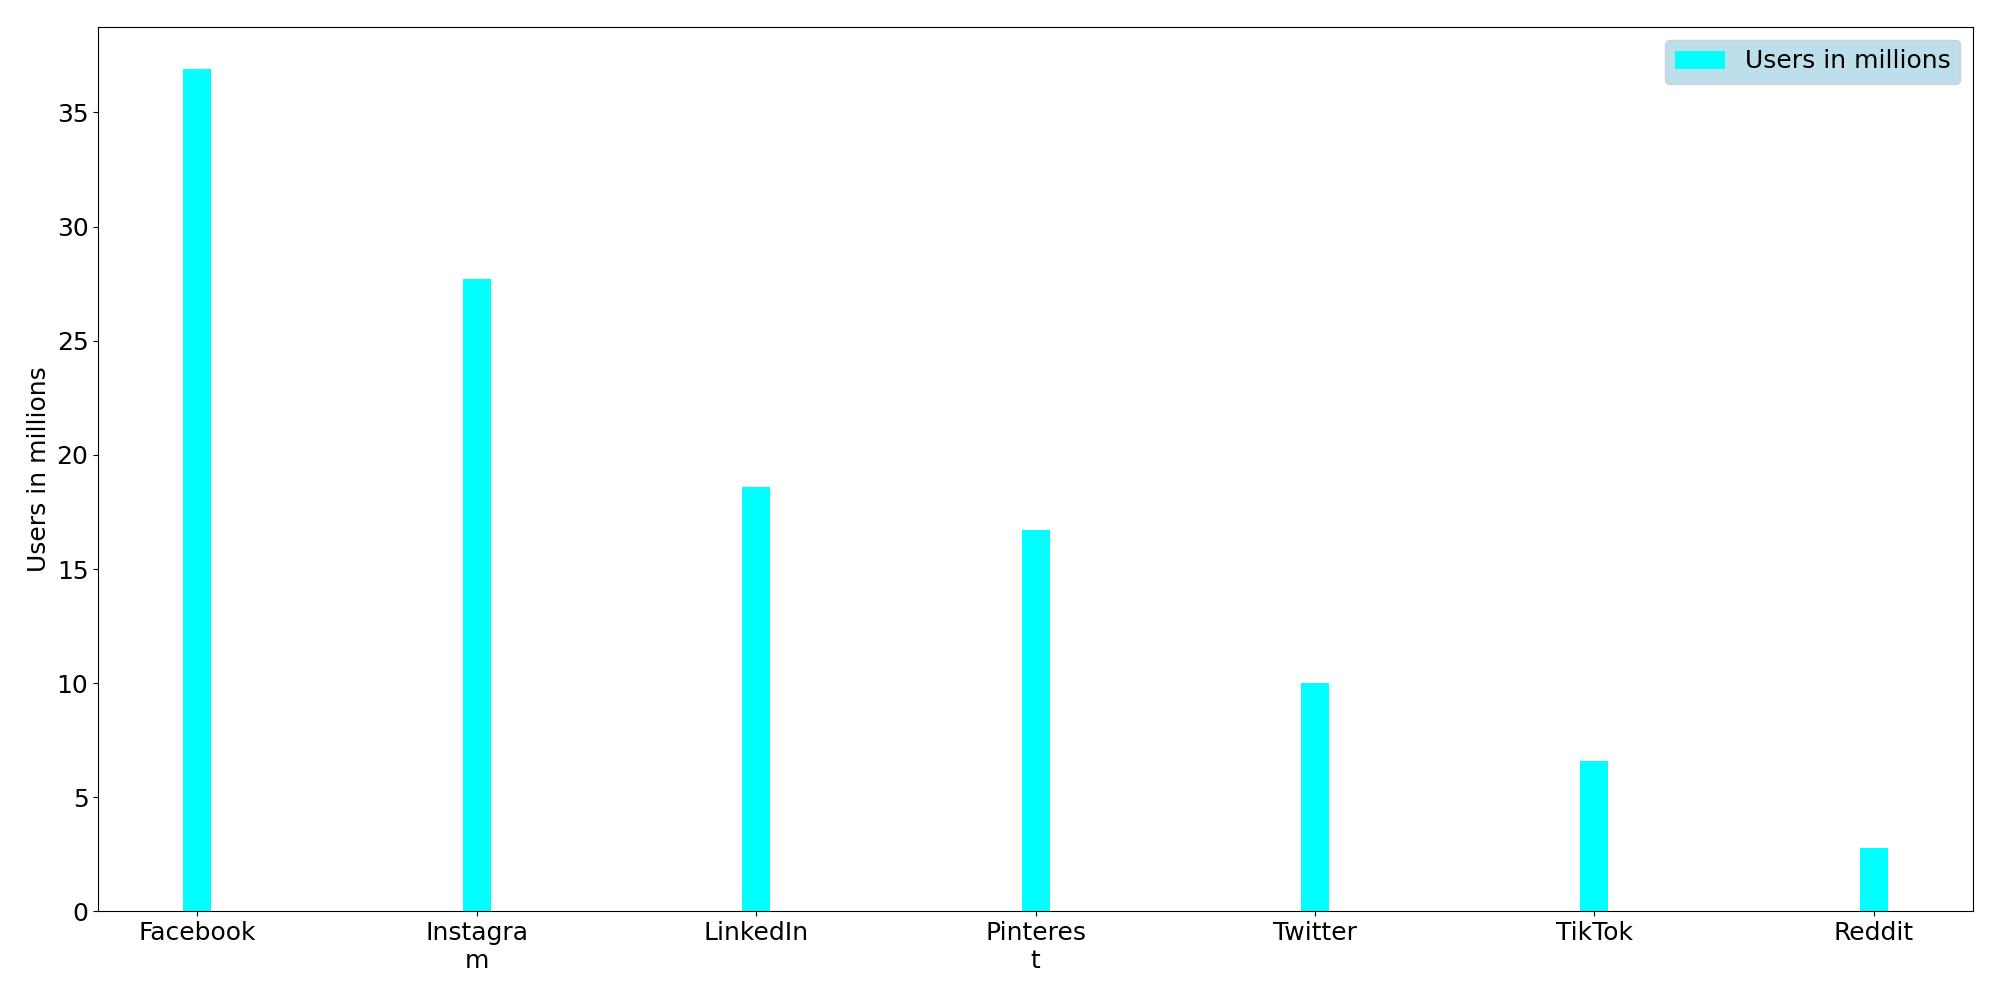 Users in millions
35
30
25
20
15
10
5
0
Users in millions
Facebook
Instagra
m
LinkedIn
Pinteres
t
Twitter
TikTok
Reddit